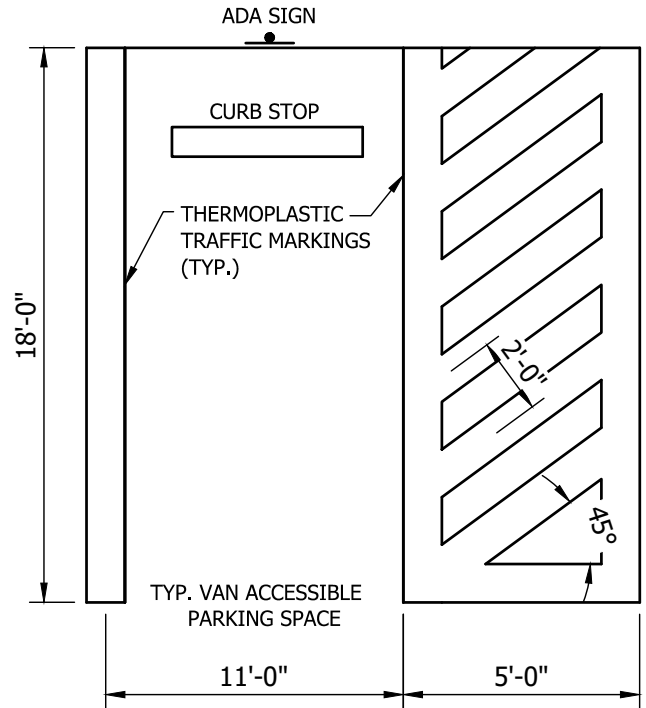 ADA SIGN
CURB STOP
THERMOPLASTIC
TRAFFIC MARKINGS
(TYP.)
18'-0"
2'-0"
45°
TYP. VAN ACCESSIBLE
PARKING SPACE
11'-0"
5'-0"